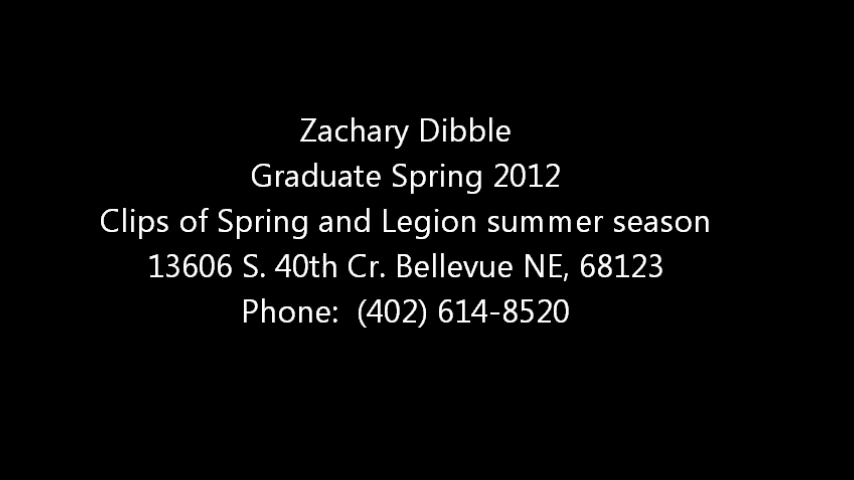 Zachary Dibble
Graduate Spring 2012
Clips of Spring and Legion summer season
13606 S. 40th Cr. Bellevue NE, 68123
Phone:  (402) 614-8520